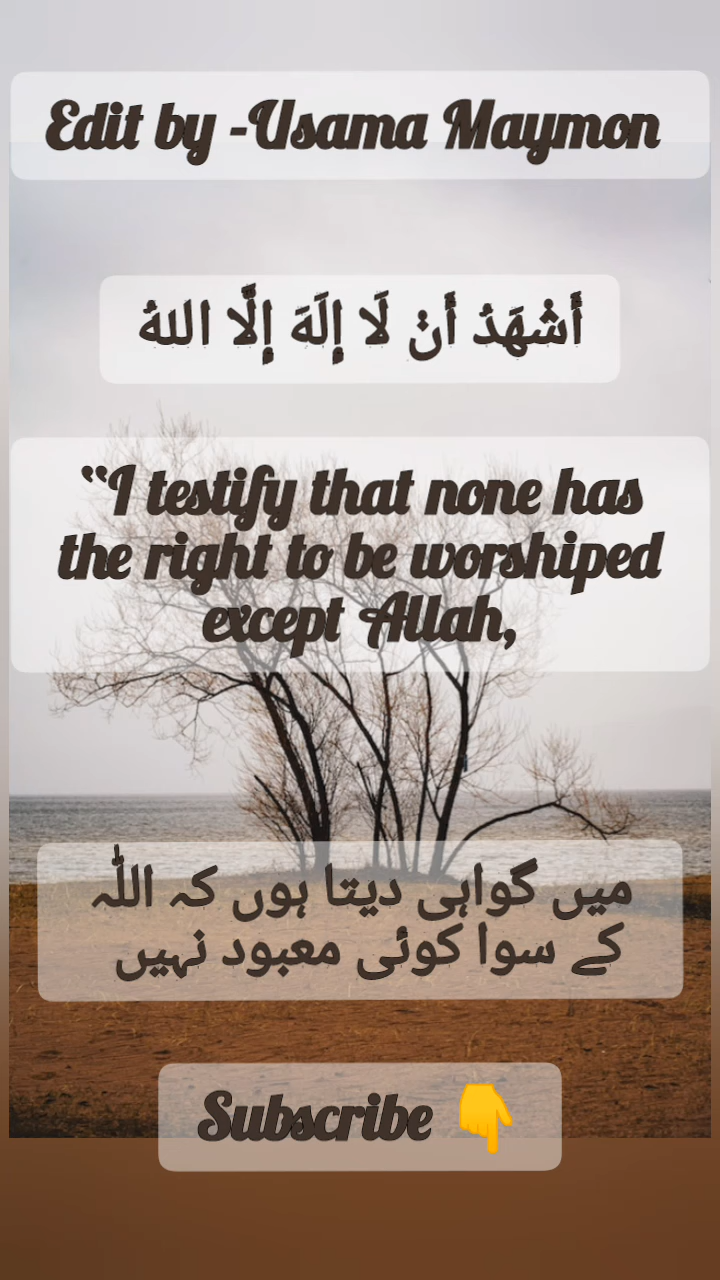 Edit by -Usama Maymon
أَشْهَدُ أَنْ لَا إِلَهَ إِلَّا اللهُ
“I testify that none has
the right to be worshiped
except Allah,
میں گواہی دیتا ہوں کہ اللّٰہ
کے سوا کوئی معبود نہیں
Subscribe 👇